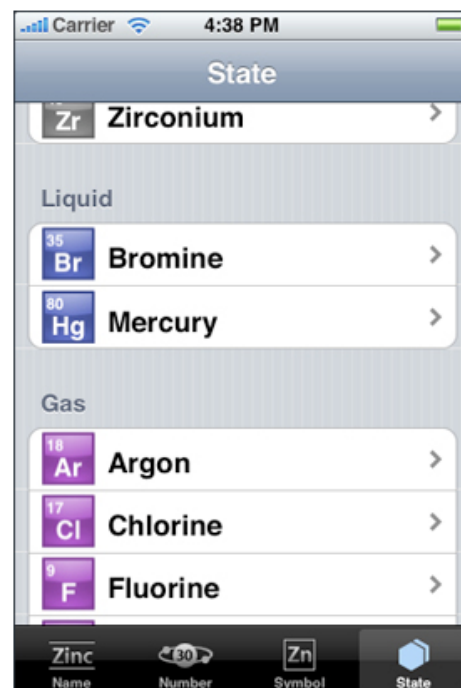 Carrier 4:38 PM
State
Zr Zirconium
Liquid
35
Br Bromine
80
Hg Mercury
Gas
18
Ar Argon
17
Cl Chlorine
9
F Fluorine
Zinc 30 Zn
Name Number Symbol State